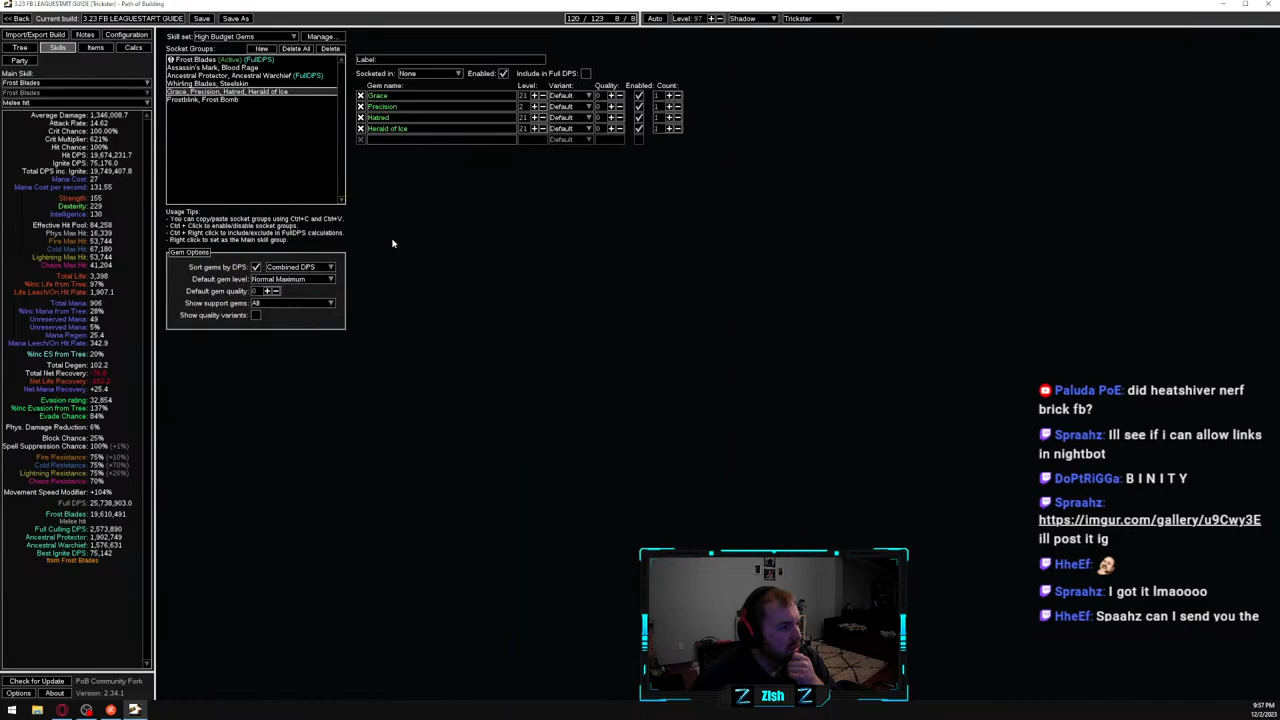 3.23 FB LEAGUESTART GUIDE (Trickster) - Path of Building
<< Back
Current build:
3.23 FB LEAGUESTART GUIDE
Save
Save As
120 / 123
8 / 8
Auto
Level: 97
Shadow
Trickster
Import/Export Build
Notes
Configuration
Tree
Skills
Items
Calcs
Party
Main Skill:
Frost Blades
Frost Blades
Melee hit
Average Damage: 1,346,008.7
Attack Rate: 14.62
Crit Chance: 100.00%
Crit Multiplier: 621%
Hit Chance: 100%
Hit DPS: 19,674,231.7
Ignite DPS: 75,176.0
Total DPS inc. Ignite: 19,749,407.8
Mana Cost: 27
Mana Cost per second: 131.55
Strength: 155
Dexterity: 229
Intelligence: 130
Effective Hit Pool: 84,258
Phys Max Hit: 16,339
Fire Max Hit: 53,744
Cold Max Hit: 67,180
Lightning Max Hit: 53,744
Chaos Max Hit: 41,204
Total Life: 3,398
%Inc Life from Tree: 97%
Life Leech/On Hit Rate: 1,907.1
Total Mana: 906
%Inc Mana from Tree: 28%
Unreserved Mana: 49
Unreserved Mana: 5%
Mana Regen: 25.4
Mana Leech/On Hit Rate: 342.9
%Inc ES from Tree: 20%
Total Degen: 102.2
Total Net Recovery:
Net Life Recovery:
Net Mana Recovery: +25.4
Evasion rating: 32,854
%Inc Evasion from Tree: 137%
Evade Chance: 84%
Phys. Damage Reduction: 6%
Block Chance: 25%
Spell Suppression Chance: 100% (+1%)
Fire Resistance: 75% (+10%)
Cold Resistance: 75% (+70%)
Lightning Resistance: 75% (+26%)
Chaos Resistance: 70%
Movement Speed Modifier: +104%
Full DPS: 25,738,903.0
Frost Blades: 19,610,491
Melee hit
Full Culling DPS: 2,573,890
Ancestral Protector: 1,902,749
Ancestral Warchief: 1,576,631
Best Ignite DPS: 75,142
from Frost Blades
Check for Update
PoB Community Fork
Options
About
Version: 2.34.1
Skill set: High Budget Gems
Manage...
Socket Groups:
New
Delete All
Delete
Frost Blades (Active) (FullDPS)
Assassin's Mark, Blood Rage
Ancestral Protector, Ancestral Warchief (FullDPS)
Whirling Blades, Steelskin
Grace, Precision, Hatred, Herald of Ice
Frostblink, Frost Bomb
Usage Tips:
- You can copy/paste socket groups using Ctrl+C and Ctrl+V.
- Ctrl + Click to enable/disable socket groups.
- Ctrl + Right click to include/exclude in FullDPS calculations.
- Right click to set as the Main skill group.
Gem Options
Sort gems by DPS:
Combined DPS
Default gem level:
Normal Maximum
Default gem quality: 0
Show support gems:
All
Show quality variants:
Label:
Socketed in:
None
Enabled:
Include in Full DPS:
Gem name:
Level:
Variant:
Quality:
Enabled:
Count:
Grace 21 Default 0 1
Precision 2 Default 0 1
Hatred 21 Default 0 1
Herald of Ice 21 Default 0 1
Default
Paluda PoE: did heatshiver nerf
brick fb?
Spraahz: Ill see if i can allow links
in nightbot
DoPtRiGGa: B I N I T Y
Spraahz:
https://imgur.com/gallery/u9Cwy3E
ill post it ig
HheEf:
Spraahz: I got it lmaoooo
HheEf: Spaahz can I send you the
Z
Zish
Z
9:57 PM
12/2/2023